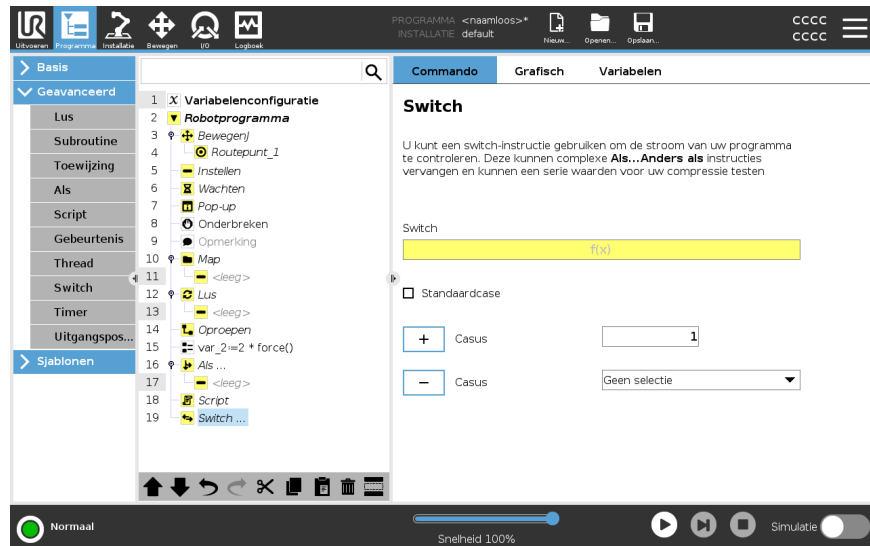 PROGRAMMA <naamloos>*
INSTALLATIE default
cccc
cccc
UR
Uitvoeren
Programma
Installatie
Bewegen
I/O
Logboek
Nieuw...
Openen...
Opslaan...
Basis
Geavanceerd
Lus
Subroutine
Toewijzing
Als
Script
Gebeurtenis
Thread
Switch
Timer
Uitgangspos...
Sjablonen
1 X Variabelenconfiguratie
2 Robotprogramma
3 BewegenJ
4 Routepunt_1
5 Instellen
6 Wachten
7 Pop-up
8 Onderbreken
9 Opmerking
10 Map
11 <leeg>
12 Lus
13 <leeg>
14 Oproepen
15 var_2:=2 * force()
16 Als ...
17 <leeg>
18 Script
19 Switch ...
Commando Grafisch Variabelen
Switch
U kunt een switch-instructie gebruiken om de stroom van uw programma
te controleren. Deze kunnen complexe Als...Anders als instructies
vervangen en kunnen een serie waarden voor uw compressie testen
Switch
f(x)
Standaardcase
+ Casus 1
− Casus Geen selectie
Normaal
Snelheid 100%
Simulatie